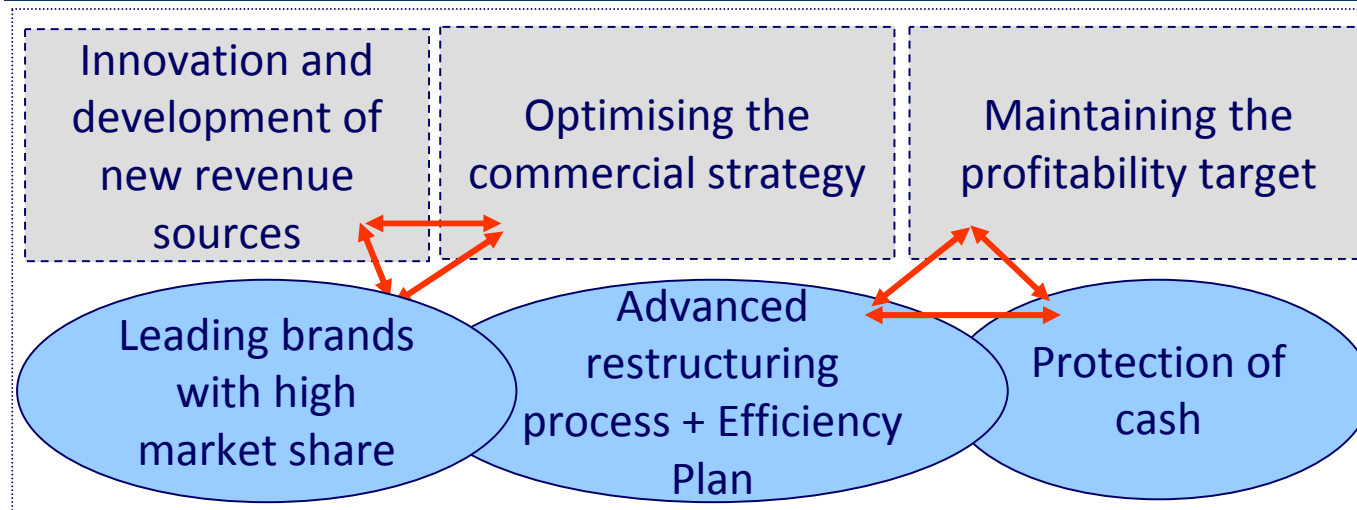 Innovation and
development of
new revenue
sources
Optimising the
commercial strategy
Maintaining the
profitability target
Leading brands
with high
market share
Advanced
restructuring
process + Efficiency
Plan
Protection of
cash